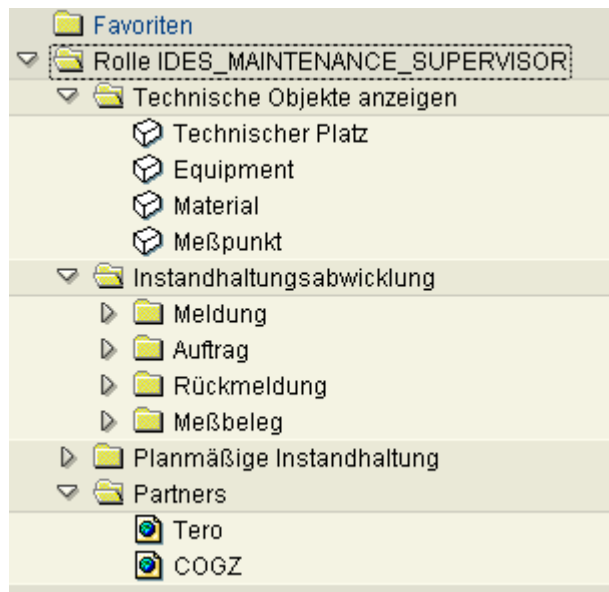 Favoriten
Rolle IDES_MAINTENANCE_SUPERVISOR
Technische Objekte anzeigen
Technischer Platz
Equipment
Material
Meßpunkt
Instandhaltungsabwicklung
Meldung
Auftrag
Rückmeldung
Meßbeleg
Planmäßige Instandhaltung
Partners
Tero
COGZ